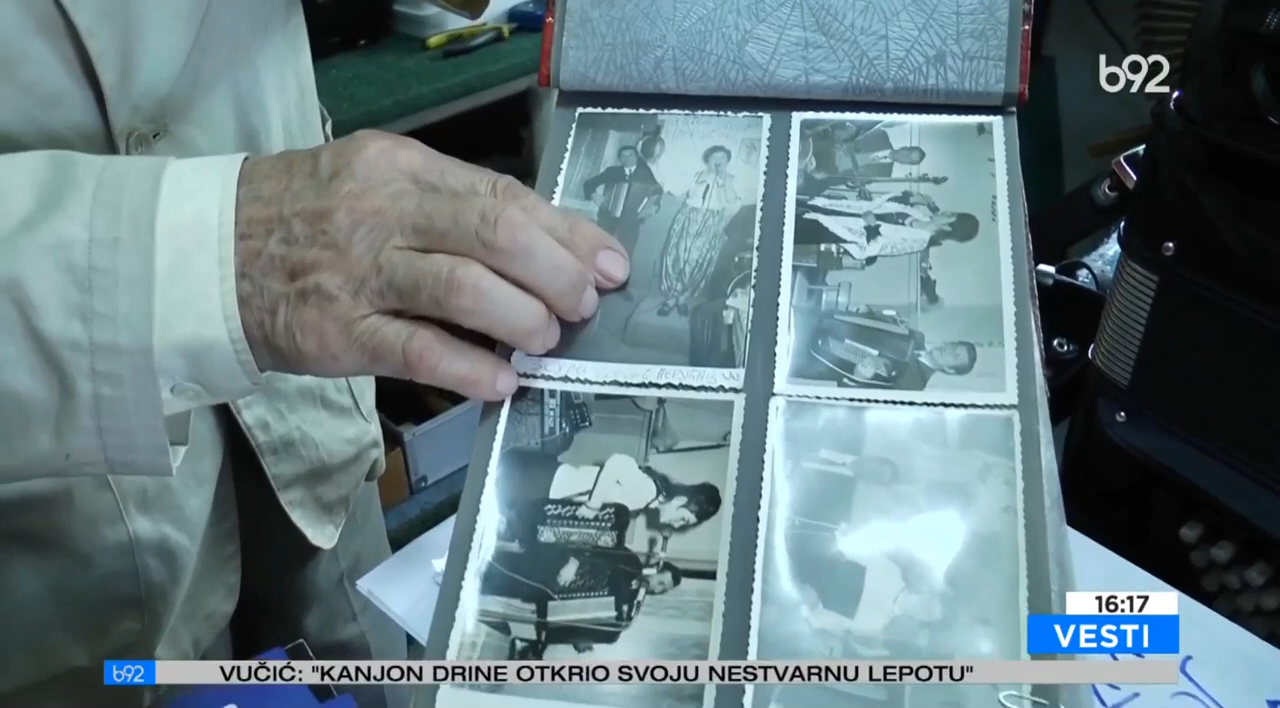 b92
16:17
VESTI
b92 VUČIĆ: "KANJON DRINE OTKRIO SVOJU NESTVARNU LEPOTU"